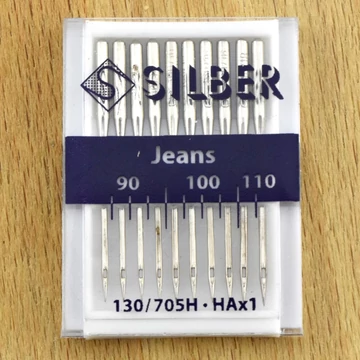 S SILBER
Jeans
90 100 110
130/705H · HAx1